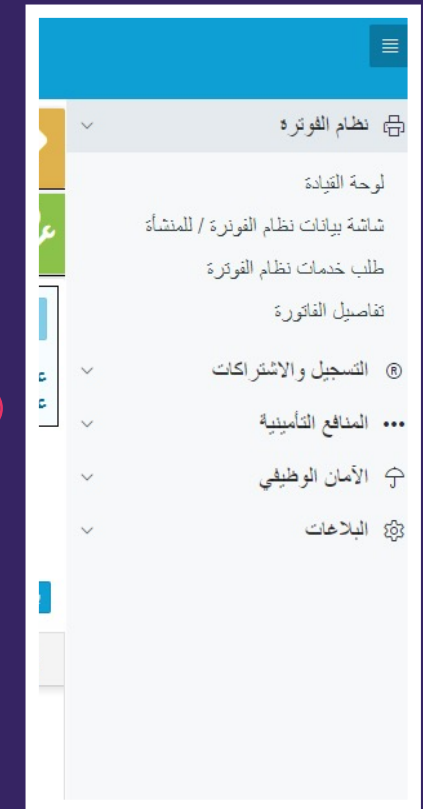 نظام الفوترة
لوحة القيادة
شاشة بيانات نظام الفوترة / للمنشأة
طلب خدمات نظام الفوترة
تفاصيل الفاتورة
التسجيل والاشتراكات
المنافع التأمينية
الأمان الوظيفي
البلاغات